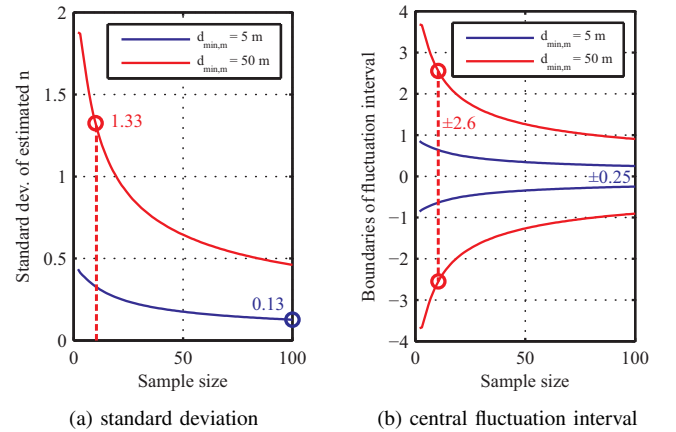 2
1.5
1
0.5
0
0
50
100
Standard dev. of estimated n
Sample size
d_min,m = 5 m
d_min,m = 50 m
1.33
0.13
(a) standard deviation
4
3
2
1
0
−1
−2
−3
−4
0
50
100
Boundaries of fluctuation interval
Sample size
d_min,m = 5 m
d_min,m = 50 m
±2.6
±0.25
(b) central fluctuation interval